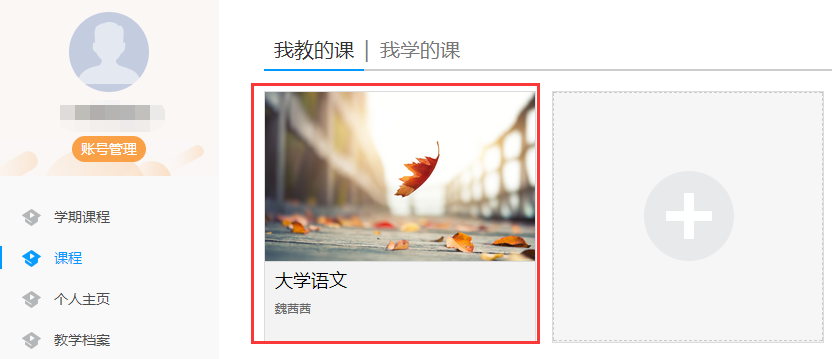 账号管理
学期课程
课程
个人主页
教学档案
我教的课 | 我学的课
大学语文
魏茜茜